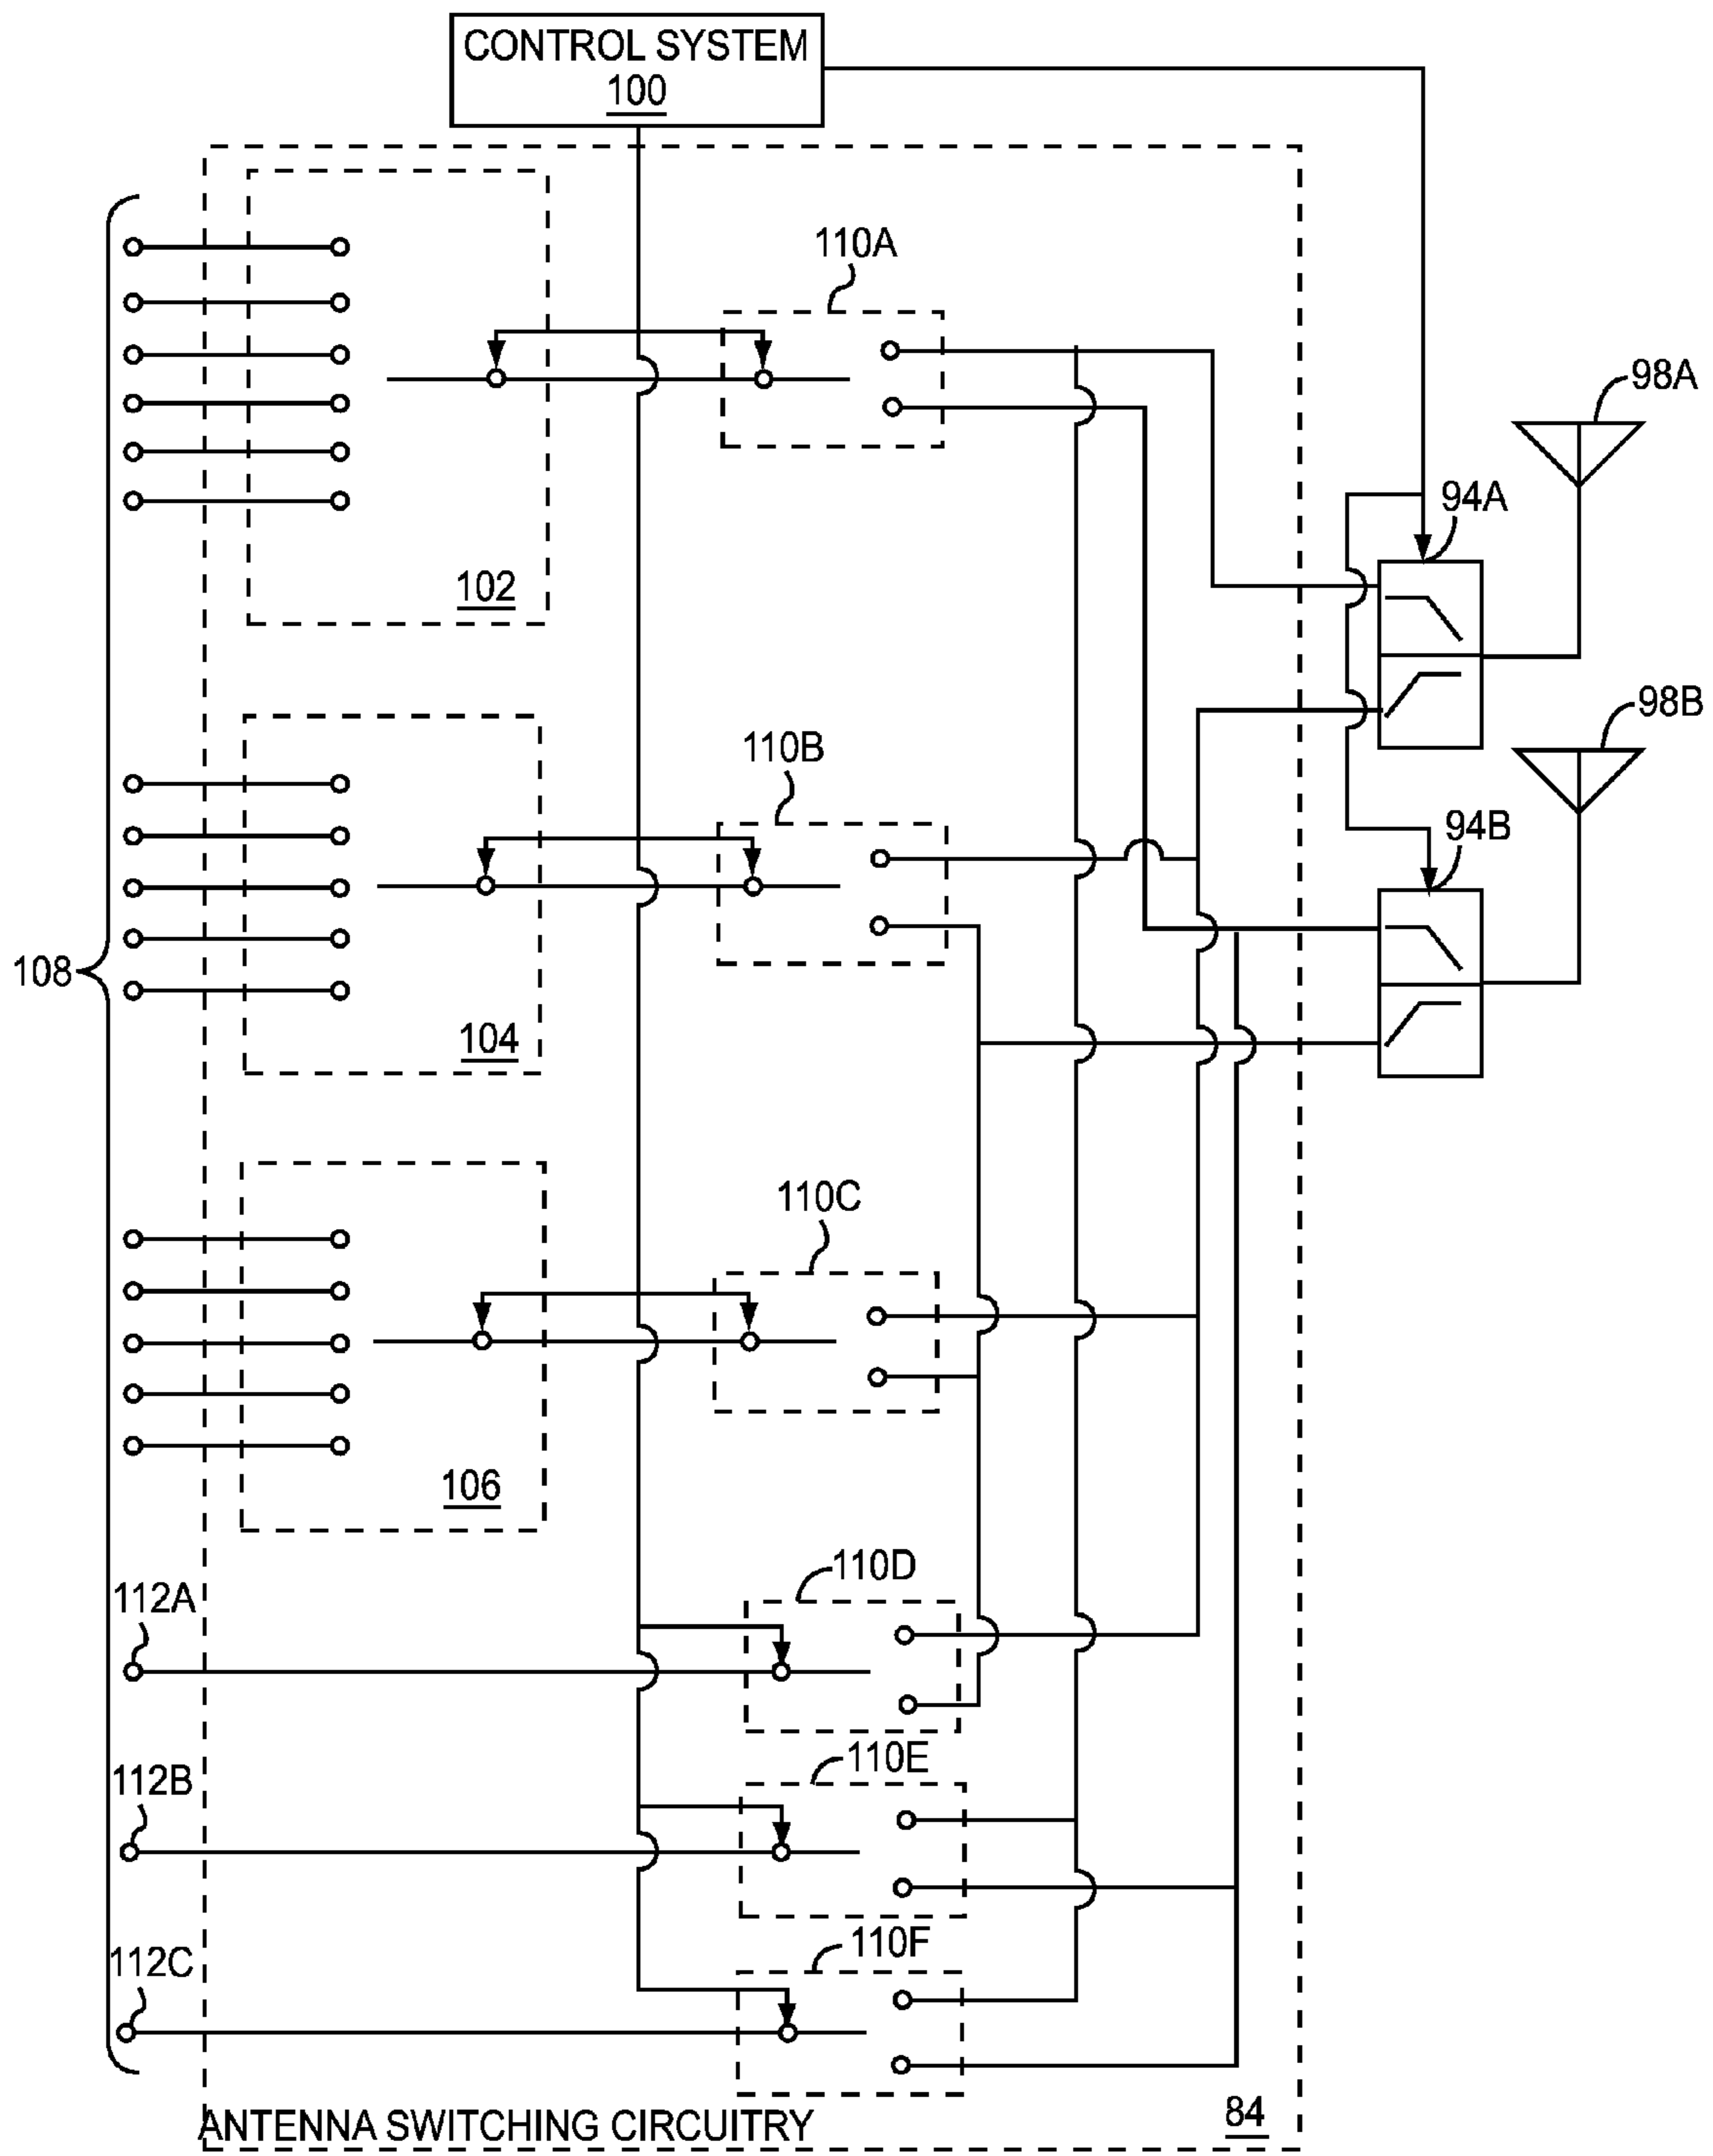 CONTROL SYSTEM
100
110A
98A
94A
102
98B
110B
94B
108
104
110C
106
110D
112A
110E
112B
110F
112C
ANTENNA SWITCHING CIRCUITRY
84